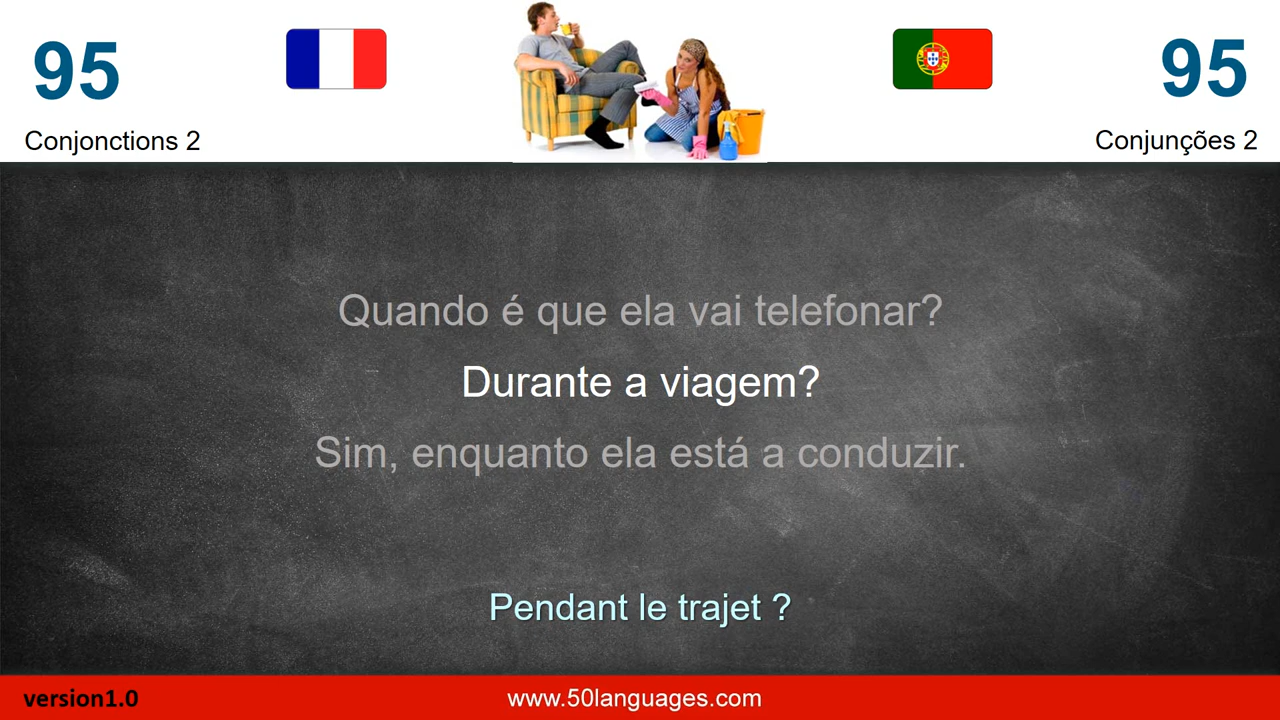 95
95
Conjonctions 2
Conjunções 2
Quando é que ela vai telefonar?
Durante a viagem?
Sim, enquanto ela está a conduzir.
Pendant le trajet ?
version1.0
www.50languages.com